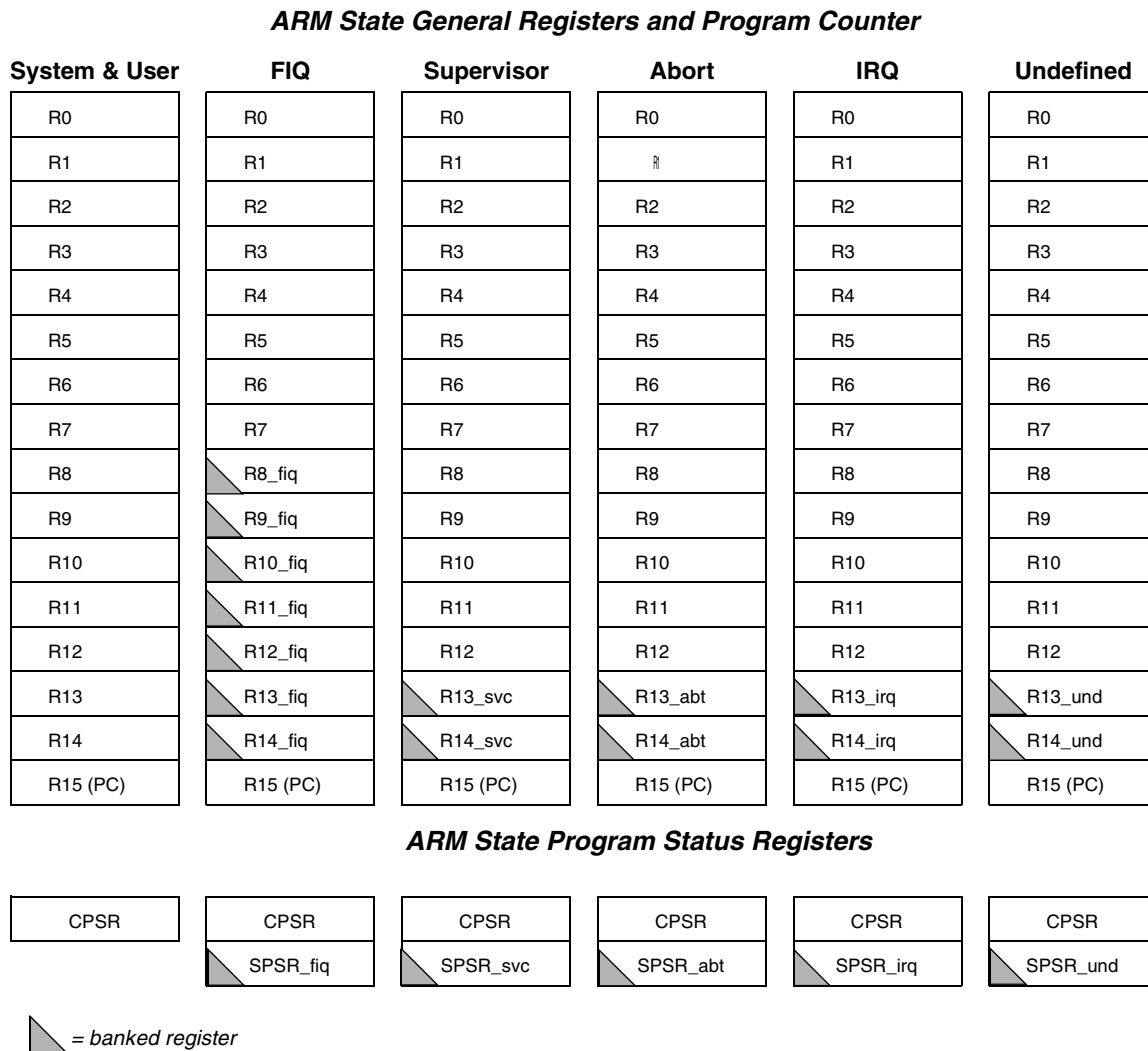 ARM State General Registers and Program Counter
System & User FIQ Supervisor Abort IRQ Undefined
R0 R0 R0 R0 R0 R0
R1 R1 R1 R1 R1 R1
R2 R2 R2 R2 R2 R2
R3 R3 R3 R3 R3 R3
R4 R4 R4 R4 R4 R4
R5 R5 R5 R5 R5 R5
R6 R6 R6 R6 R6 R6
R7 R7 R7 R7 R7 R7
R8 R8_fiq R8 R8 R8 R8
R9 R9_fiq R9 R9 R9 R9
R10 R10_fiq R10 R10 R10 R10
R11 R11_fiq R11 R11 R11 R11
R12 R12_fiq R12 R12 R12 R12
R13 R13_fiq R13_svc R13_abt R13_irq R13_und
R14 R14_fiq R14_svc R14_abt R14_irq R14_und
R15 (PC) R15 (PC) R15 (PC) R15 (PC) R15 (PC) R15 (PC)
ARM State Program Status Registers
CPSR CPSR CPSR CPSR CPSR CPSR
SPSR_fiq SPSR_svc SPSR_abt SPSR_irq SPSR_und
= banked register